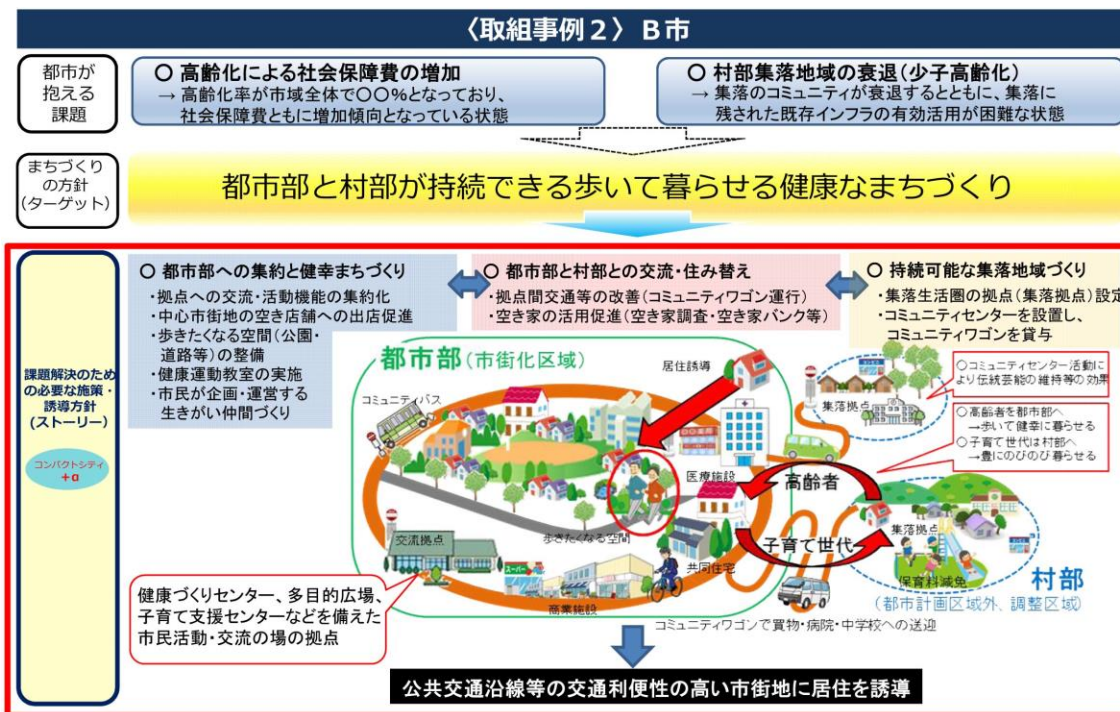 〈取組事例２〉 Ｂ市
都市が
抱える
課題
○ 高齢化による社会保障費の増加
→ 高齢化率が市域全体で〇〇％となっており、
社会保障費ともに増加傾向となっている状態
○ 村部集落地域の衰退（少子高齢化）
→ 集落のコミュニティが衰退するとともに、集落に
残された既存インフラの有効活用が困難な状態
まちづくり
の方針
（ターゲット）
都市部と村部が持続できる歩いて暮らせる健康なまちづくり
課題解決のため
の必要な施策・
誘導方針
（ストーリー）
コンパクトシティ
+α
○ 都市部への集約と健幸まちづくり
・拠点への交流・活動機能の集約化
・中心市街地の空き店舗への出店促進
・歩きたくなる空間（公園・
道路等）の整備
・健康運動教室の実施
・市民が企画・運営する
生きがい仲間づくり
○ 都市部と村部との交流・住み替え
・拠点間交通等の改善（コミュニティワゴン運行）
・空き家の活用促進（空き家調査・空き家バンク等）
○ 持続可能な集落地域づくり
・集落生活圏の拠点（集落拠点）設定
・コミュニティセンターを設置し、
コミュニティワゴンを貸与
都市部（市街化区域）
居住誘導
コミュニティバス
医療施設
歩きたくなる空間
交流拠点
スーパー
商業施設
共同住宅
集落拠点
○コミュニティセンター活動に
より伝統芸能の維持等の効果
○高齢者を都市部へ
→歩いて健幸に暮らせる
○子育て世代は村部へ
→豊にのびのび暮らせる
高齢者
子育て世代
集落拠点
保育料減免
村部
（都市計画区域外、調整区域）
コミュニティワゴンで買物・病院・中学校への送迎
健康づくりセンター、多目的広場、
子育て支援センターなどを備えた
市民活動・交流の場の拠点
公共交通沿線等の交通利便性の高い市街地に居住を誘導